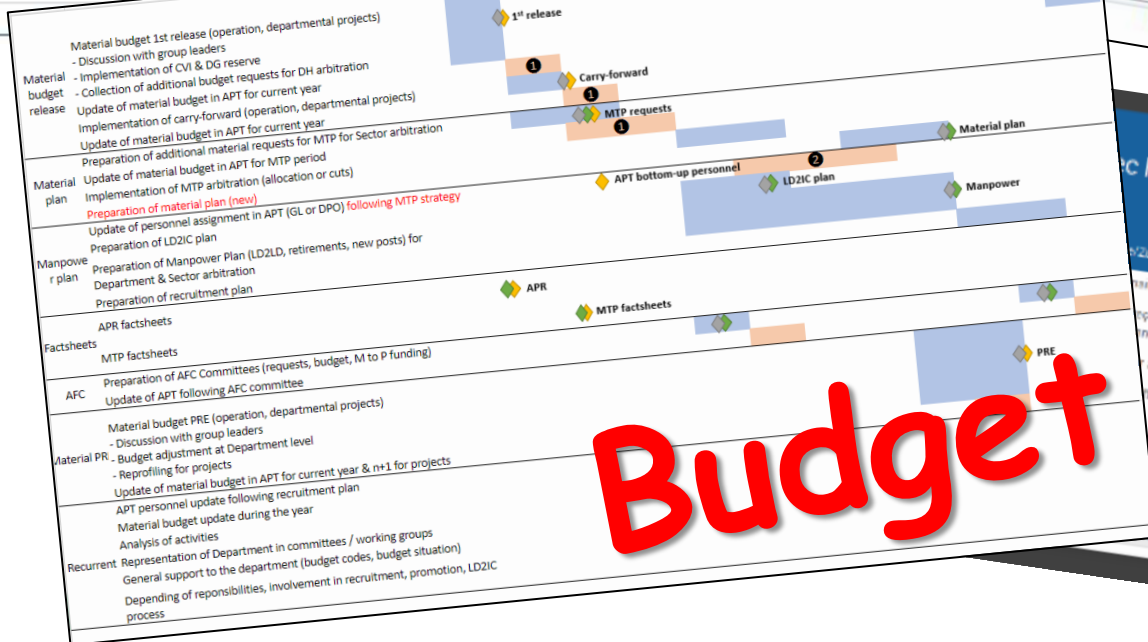 Material budget 1st release (operation, departmental projects)
- Discussion with group leaders
- Implementation of CVI & DG reserve
- Collection of additional budget requests for DH arbitration
Update of material budget in APT for current year
Implementation of carry-forward (operation, departmental projects)
Update of material budget in APT for current year
Material
budget
release
1st release
1
Carry-forward
1
Preparation of additional material requests for MTP for Sector arbitration
Update of material budget in APT for MTP period
Implementation of MTP arbitration (allocation or cuts)
Preparation of material plan (new)
Material
plan
MTP requests
1
Material plan
2
Update of personnel assignment in APT (GL or DPO) following MTP strategy
Preparation of LD2IC plan
Preparation of Manpower Plan (LD2LD, retirements, new posts) for
Department & Sector arbitration
Preparation of recruitment plan
Manpowe
r plan
APT bottom-up personnel
LD2IC plan
Manpower
APR factsheets
MTP factsheets
Factsheets
APR
MTP factsheets
AFC
Preparation of AFC Committees (requests, budget, M to P funding)
Update of APT following AFC committee
Material budget PRE (operation, departmental projects)
- Discussion with group leaders
- Budget adjustment at Department level
- Reprofiling for projects
Update of material budget in APT for current year & n+1 for projects
Material PR
PRE
APT personnel update following recruitment plan
Material budget update during the year
Analysis of activities
Recurrent
Representation of Department in committees / working groups
General support to the department (budget codes, budget situation)
Depending of reponsibilities, involvement in recruitment, promotion, LD2IC
process
Budget